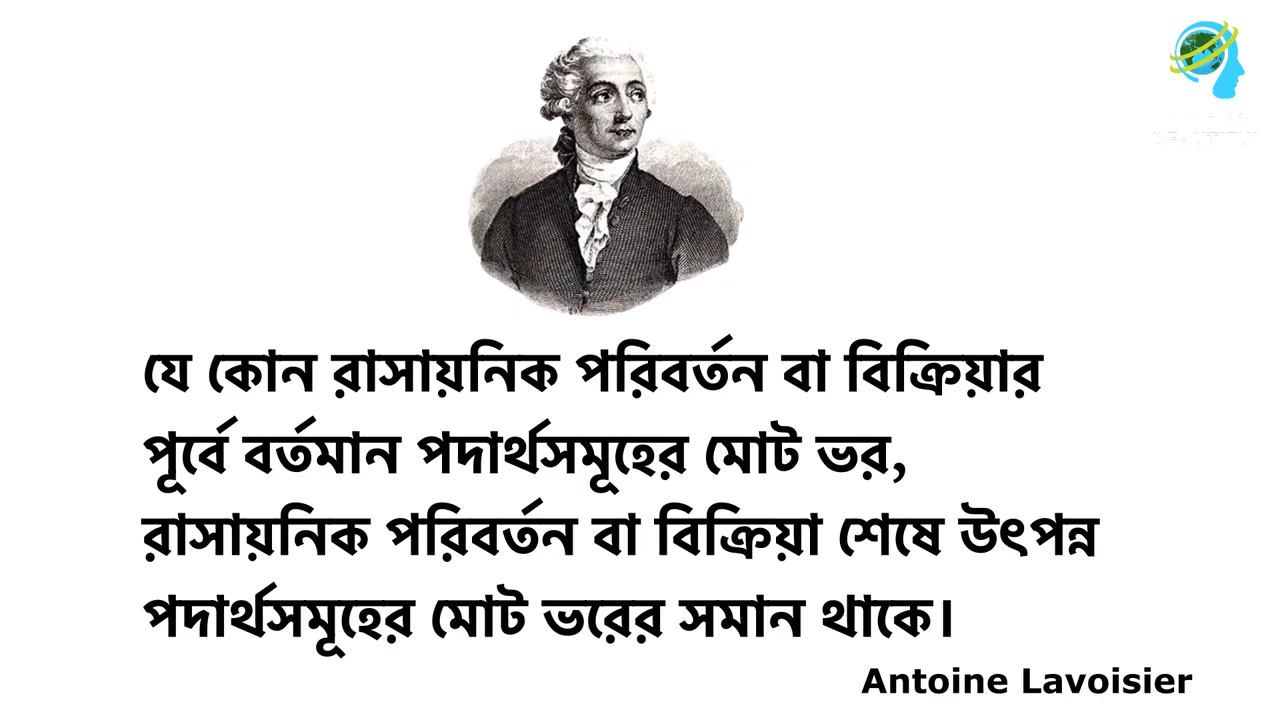 যে কোন রাসায়নিক পরিবর্তন বা বিক্রিয়ার
পূর্বে বর্তমান পদার্থসমূহের মোট ভর,
রাসায়নিক পরিবর্তন বা বিক্রিয়া শেষে উৎপন্ন
পদার্থসমূহের মোট ভরের সমান থাকে।
Antoine Lavoisier